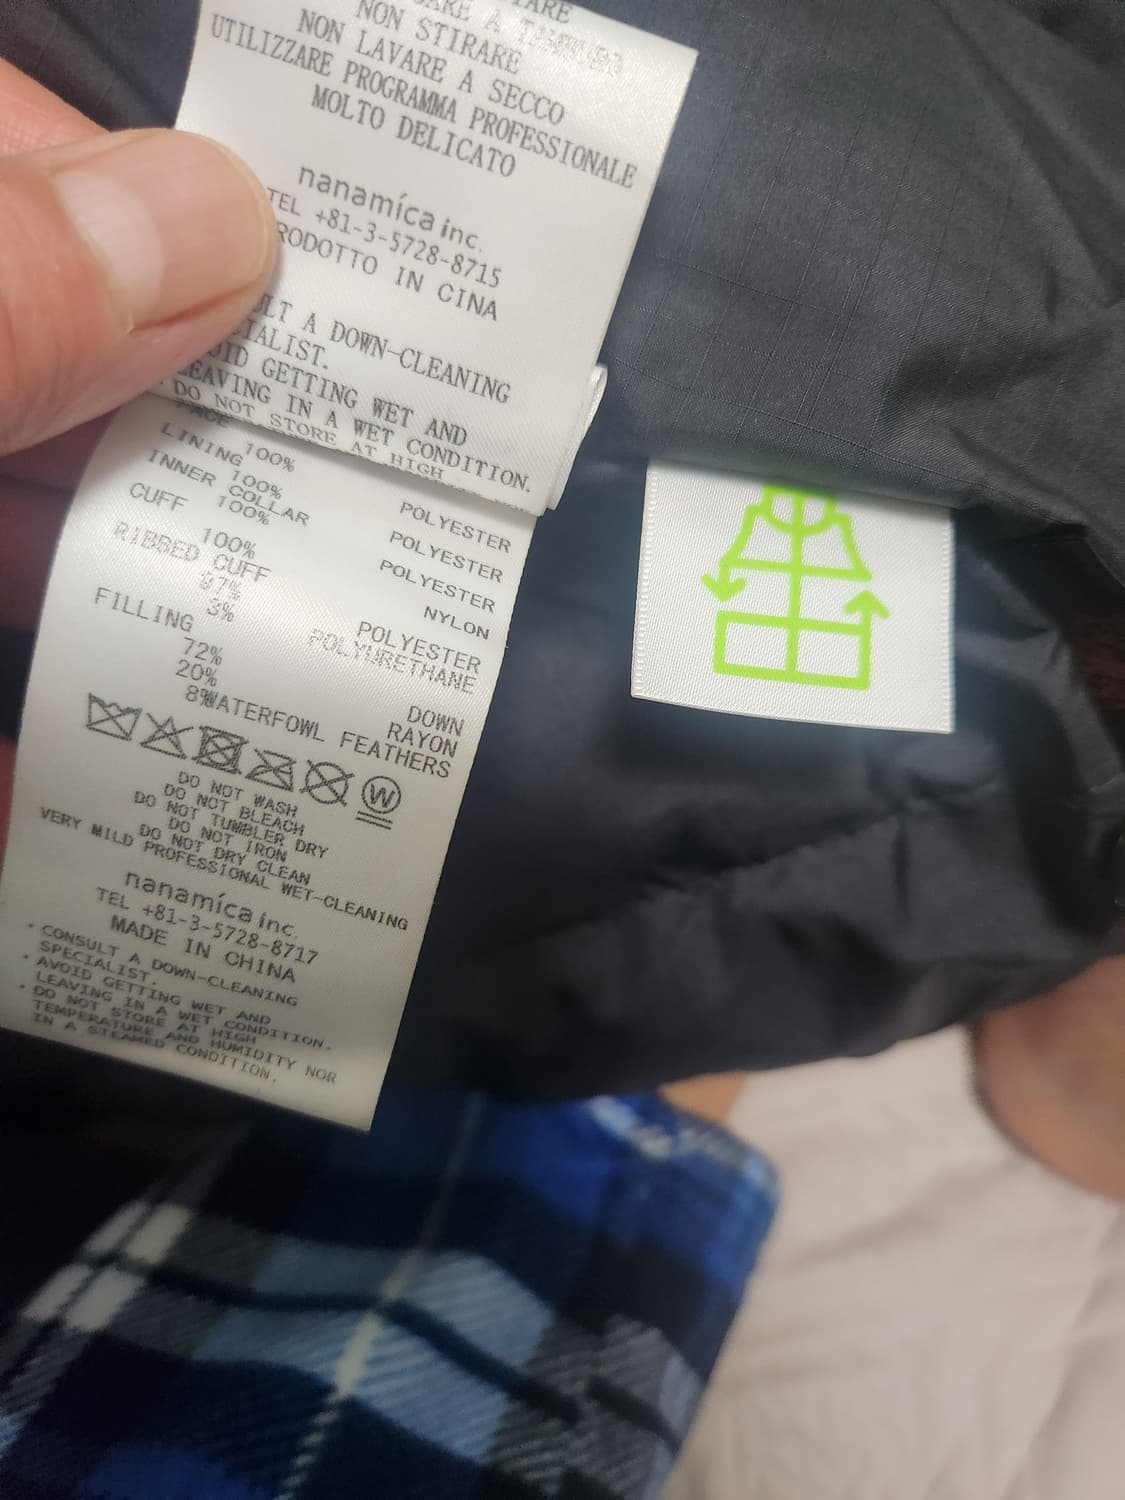 NON STIRARE
NON LAVARE A SECCO
UTILIZZARE PROGRAMMA PROFESSIONALE
MOLTO DELICATO
nanamica inc.
TEL +81-3-5728-8715
RODOTTO IN CINA
A DOWN-CLEANING
IALIST.
OID GETTING WET AND
EAVING IN A WET CONDITION.
DO NOT STORE AT HIGH
FACE
100% POLYESTER
LINING
100% POLYESTER
INNER COLLAR
100% POLYESTER
CUFF
100% NYLON
RIBBED CUFF
97% POLYESTER
3% POLYURETHANE
FILLING
72% DOWN
20% RAYON
8% WATERFOWL FEATHERS
W
DO NOT WASH
DO NOT BLEACH
DO NOT TUMBLER DRY
DO NOT IRON
DO NOT DRY CLEAN
VERY MILD PROFESSIONAL WET-CLEANING
nanamica inc.
TEL +81-3-5728-8717
MADE IN CHINA
・CONSULT A DOWN-CLEANING
SPECIALIST.
・AVOID GETTING WET AND
LEAVING IN A WET CONDITION.
・DO NOT STORE AT HIGH
TEMPERATURE AND HUMIDITY NOR
IN A STEAMED CONDITION.